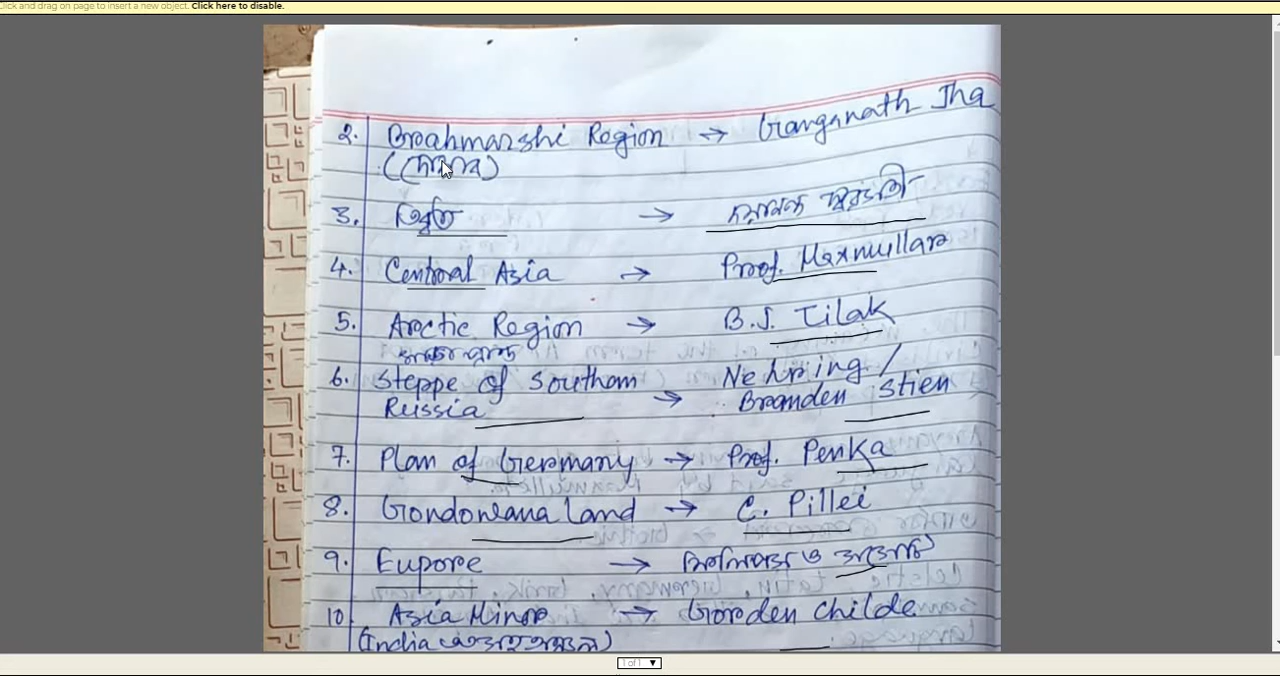 Click and drag on page to insert a new object. Click here to disable.
2. Brahmarshi Region → Ganganath Jha
3. →
4. Central Asia → Prof. Maxmullar
5. Arctic Region → B.J. Tilak
6. Steppe of Southern Nehring /
Russia → Branden Stien
7. Plan of Germany → Prof. Penka
8. Gondowana Land → C. Pillei
9. Eupore → ও
10 Asia Minor → Gorden Childe
(India
1 of 1